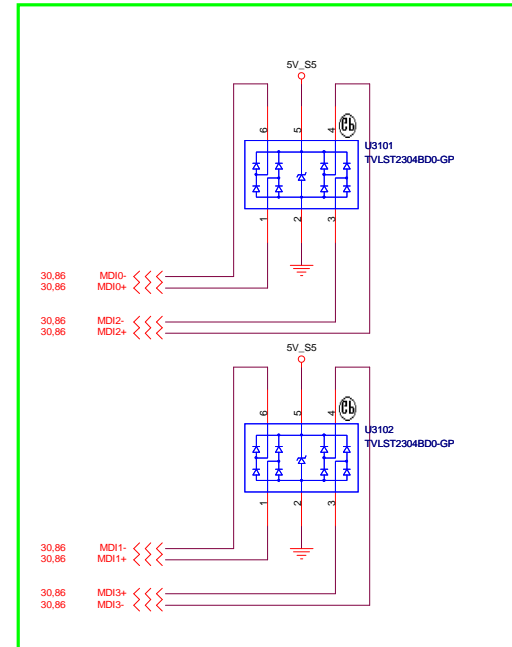 5V_S5
6 5 4
U3101
TVLST2304BD0-GP
1 2 3
30,86 MDI0-
30,86 MDI0+
30,86 MDI2-
30,86 MDI2+
5V_S5
6 5 4
U3102
TVLST2304BD0-GP
1 2 3
30,86 MDI1-
30,86 MDI1+
30,86 MDI3+
30,86 MDI3-